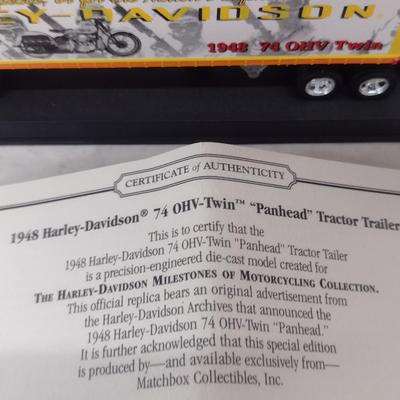 EY-DAVIDSON
1948 74 OHV Twin
CERTIFICATE of AUTHENTICITY
1948 Harley-Davidson® 74 OHV-Twin™ "Panhead" Tractor Trailer
This is to certify that the
1948 Harley-Davidson 74 OHV-Twin "Panhead" Tractor Tailer
is a precision-engineered die-cast model created for
THE HARLEY-DAVIDSON MILESTONES OF MOTORCYCLING COLLECTION.
This official replica bears an original advertisement from
the Harley-Davidson Archives that announced the
1948 Harley-Davidson 74 OHV-Twin "Panhead."
It is further acknowledged that this special edition
is produced by—and available exclusively from—
Matchbox Collectibles, Inc.